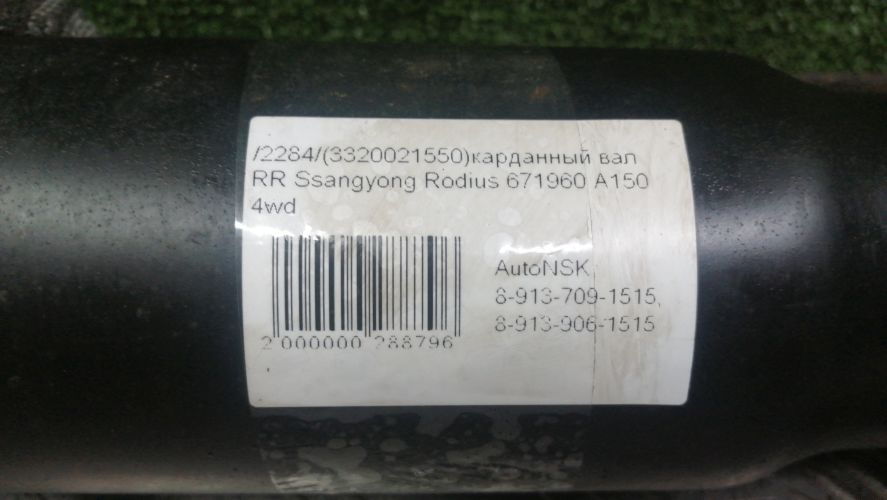 /2284/(3320021550)карданный вал
RR Ssangyong Rodius 671960 A150
4wd
AutoNSK,
8-913-709-1515,
8-913-906-1515
2 000000 288796